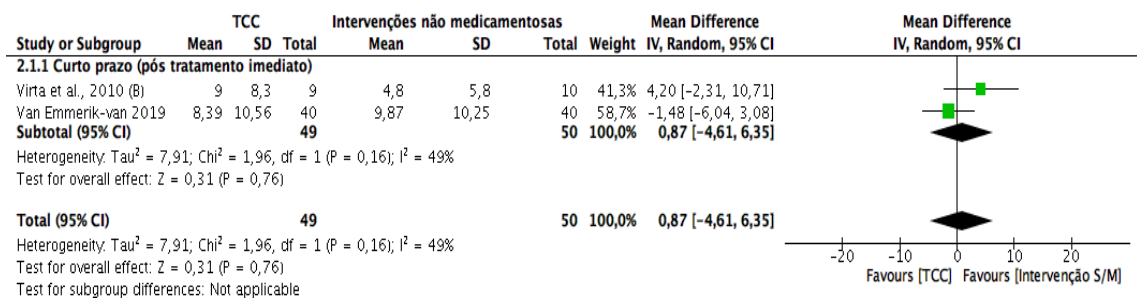 TCC Intervenções não medicamentosas Mean Difference Mean Difference
Study or Subgroup Mean SD Total Mean SD Total Weight IV, Random, 95% CI IV, Random, 95% CI
2.1.1 Curto prazo (pós tratamento imediato)
Virta et al., 2010 (B) 9 8,3 9 4,8 5,8 10 41,3% 4,20 [-2,31, 10,71]
Van Emmerik-van 2019 8,39 10,56 40 9,87 10,25 40 58,7% -1,48 [-6,04, 3,08]
Subtotal (95% CI) 49 50 100,0% 0,87 [-4,61, 6,35]
Heterogeneity: Tau² = 7,91; Chi² = 1,96, df = 1 (P = 0,16); I² = 49%
Test for overall effect: Z = 0,31 (P = 0,76)
Total (95% CI) 49 50 100,0% 0,87 [-4,61, 6,35]
Heterogeneity: Tau² = 7,91; Chi² = 1,96, df = 1 (P = 0,16); I² = 49%
Test for overall effect: Z = 0,31 (P = 0,76)
Test for subgroup differences: Not applicable
-20 -10 0 10 20
Favours [TCC] Favours [Intervenção S/M]